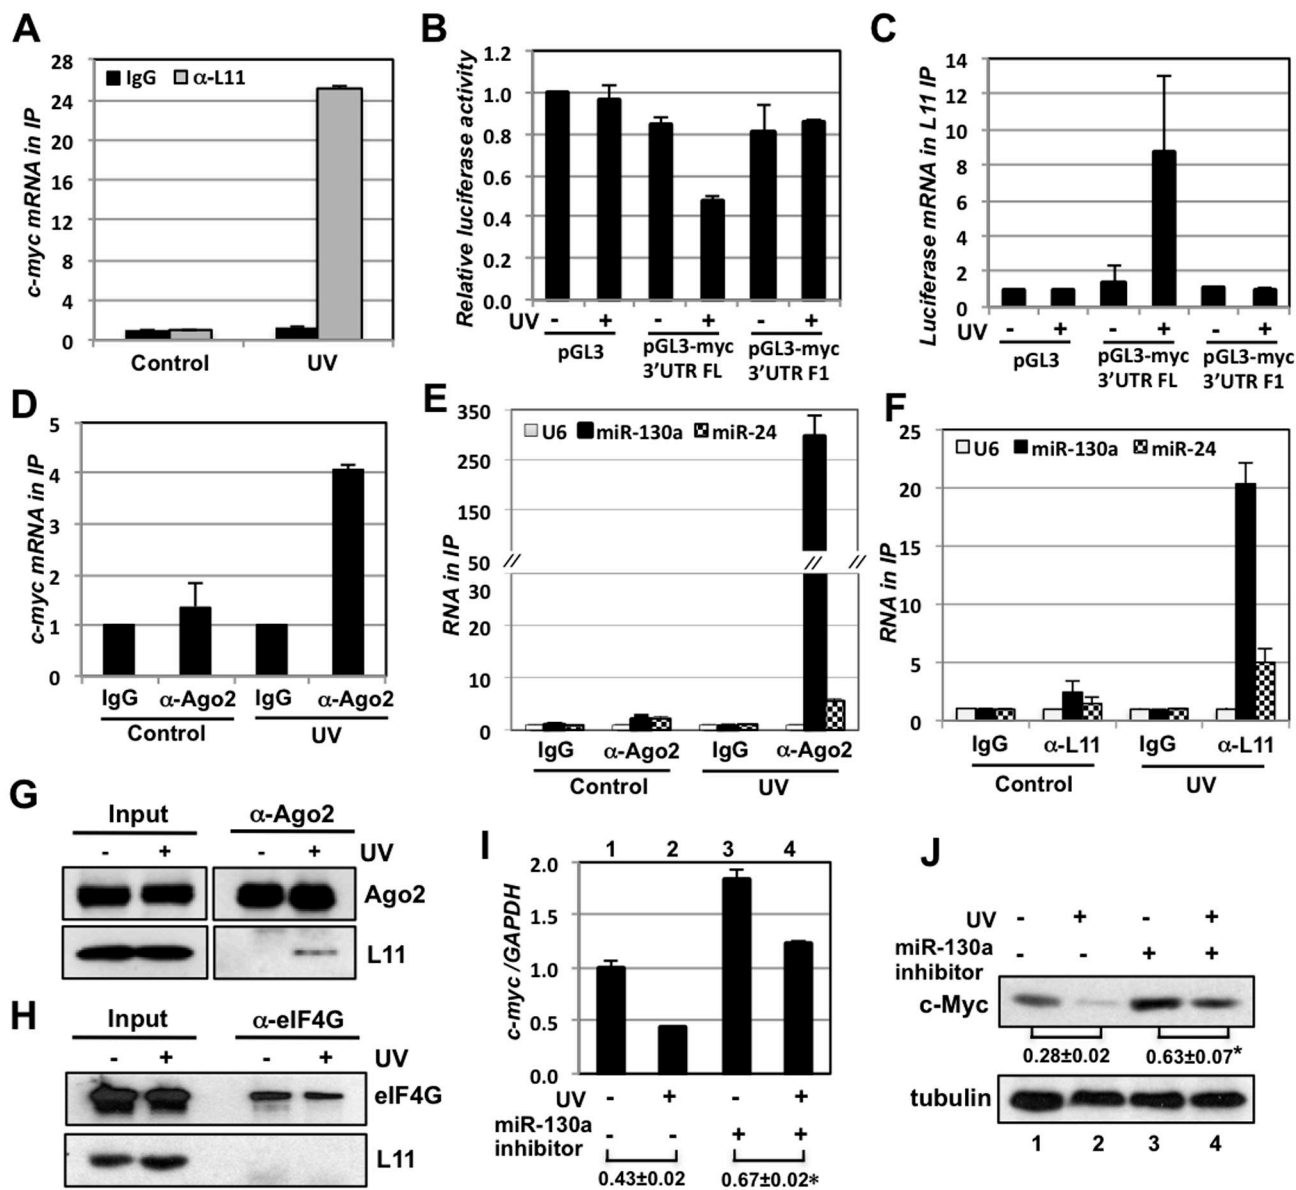 A
c-myc mRNA in IP
28
24
20
16
12
8
4
0
IgG α-L11
Control UV
B
Relative luciferase activity
1.2
1.0
0.8
0.6
0.4
0.2
0.0
UV - + - + - +
pGL3 pGL3-myc 3'UTR FL pGL3-myc 3'UTR F1
C
Luciferase mRNA in L11 IP
14
12
10
8
6
4
2
0
UV - + - + - +
pGL3 pGL3-myc 3'UTR FL pGL3-myc 3'UTR F1
D
c-myc mRNA in IP
5
4
3
2
1
0
IgG α-Ago2 IgG α-Ago2
Control UV
E
RNA in IP
350
250
150
50
30
20
10
0
U6 miR-130a miR-24
IgG α-Ago2 IgG α-Ago2
Control UV
F
RNA in IP
25
20
15
10
5
0
U6 miR-130a miR-24
IgG α-L11 IgG α-L11
Control UV
G
Input α-Ago2
- + - + UV
Ago2
L11
H
Input α-eIF4G
- + - + UV
eIF4G
L11
I
1 2 3 4
c-myc /GAPDH
2.0
1.5
1.0
0.5
0.0
UV - + - +
miR-130a
inhibitor - - + +
0.43±0.02 0.67±0.02*
J
UV - + - +
miR-130a
inhibitor - - + +
c-Myc
0.28±0.02 0.63±0.07*
tubulin
1 2 3 4